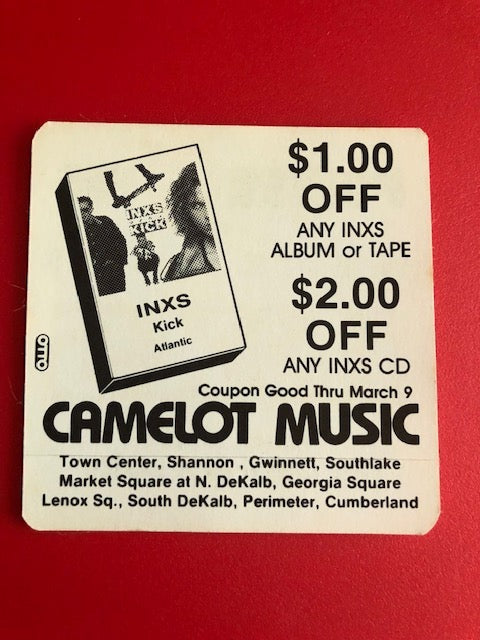 INXS
KICK
INXS
Kick
Atlantic
$1.00
OFF
ANY INXS
ALBUM or TAPE
$2.00
OFF
ANY INXS CD
OTTO
Coupon Good Thru March 9
CAMELOT MUSIC
Town Center, Shannon , Gwinnett, Southlake
Market Square at N. DeKalb, Georgia Square
Lenox Sq., South DeKalb, Perimeter, Cumberland